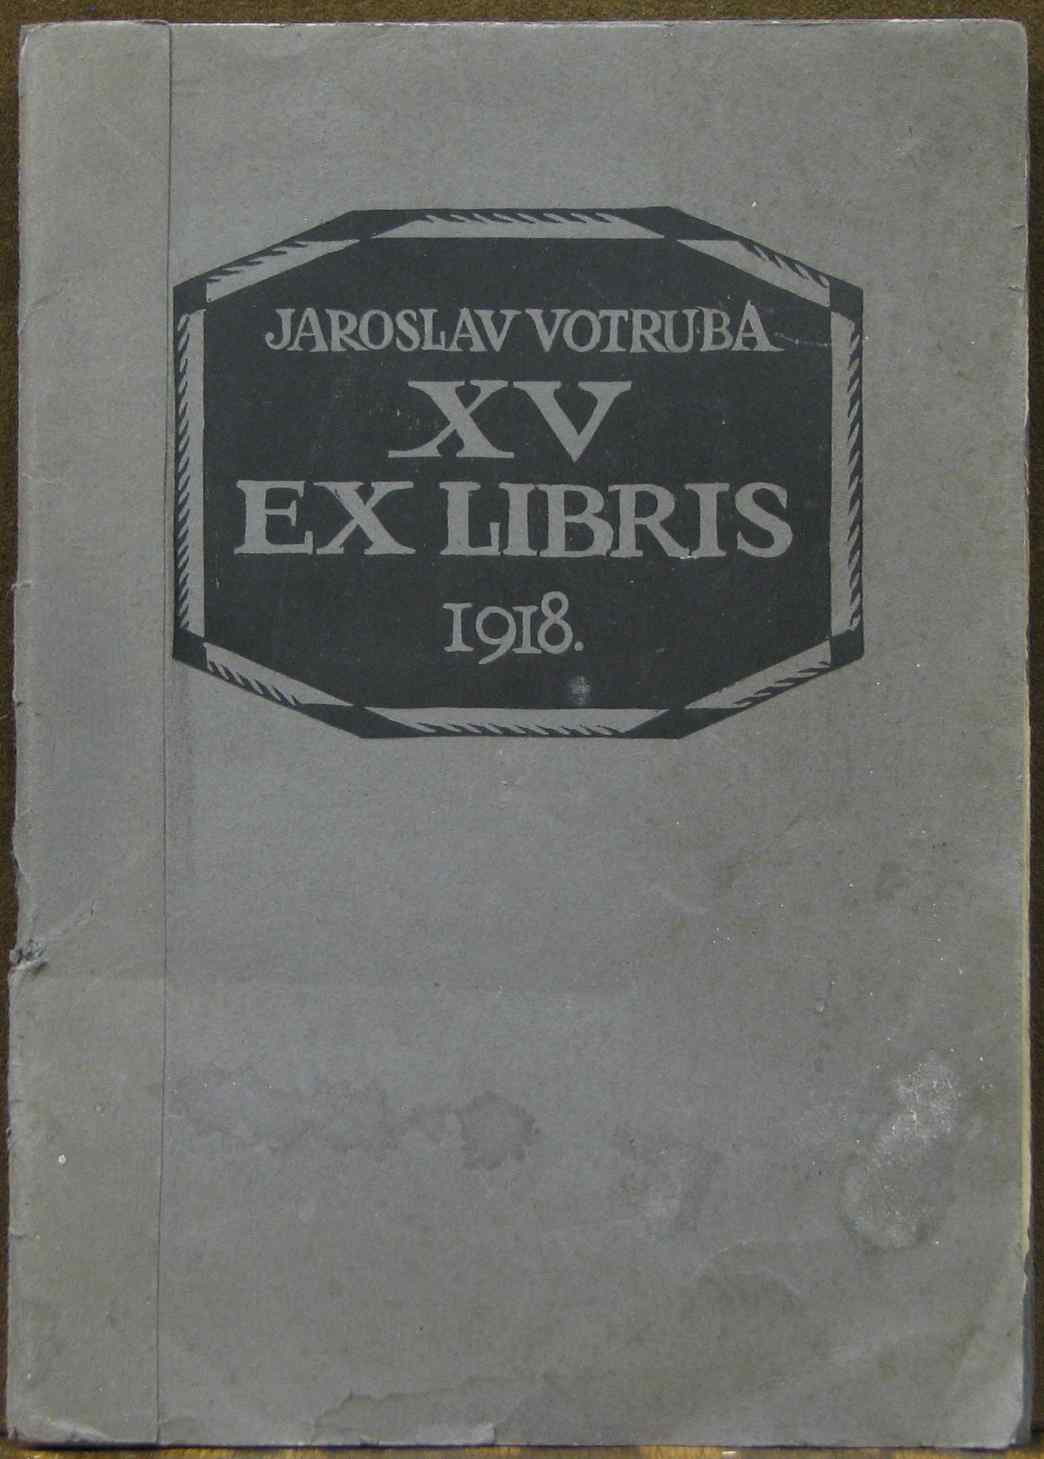 JAROSLAV VOTRUBA
XV
EX LIBRIS
1918.